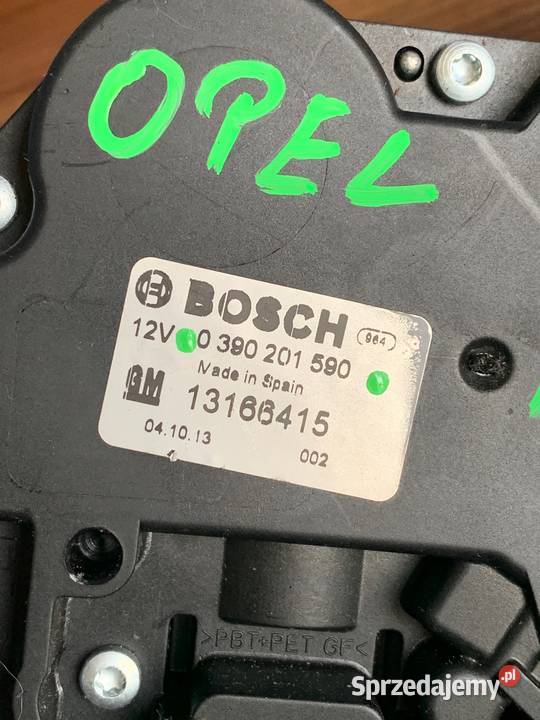 OPEL
BOSCH 964
12V 0 390 201 590
Made in Spain
GM 13166415
04.10.13 002
>PBT+PET GF<
Sprzedajemy.pl